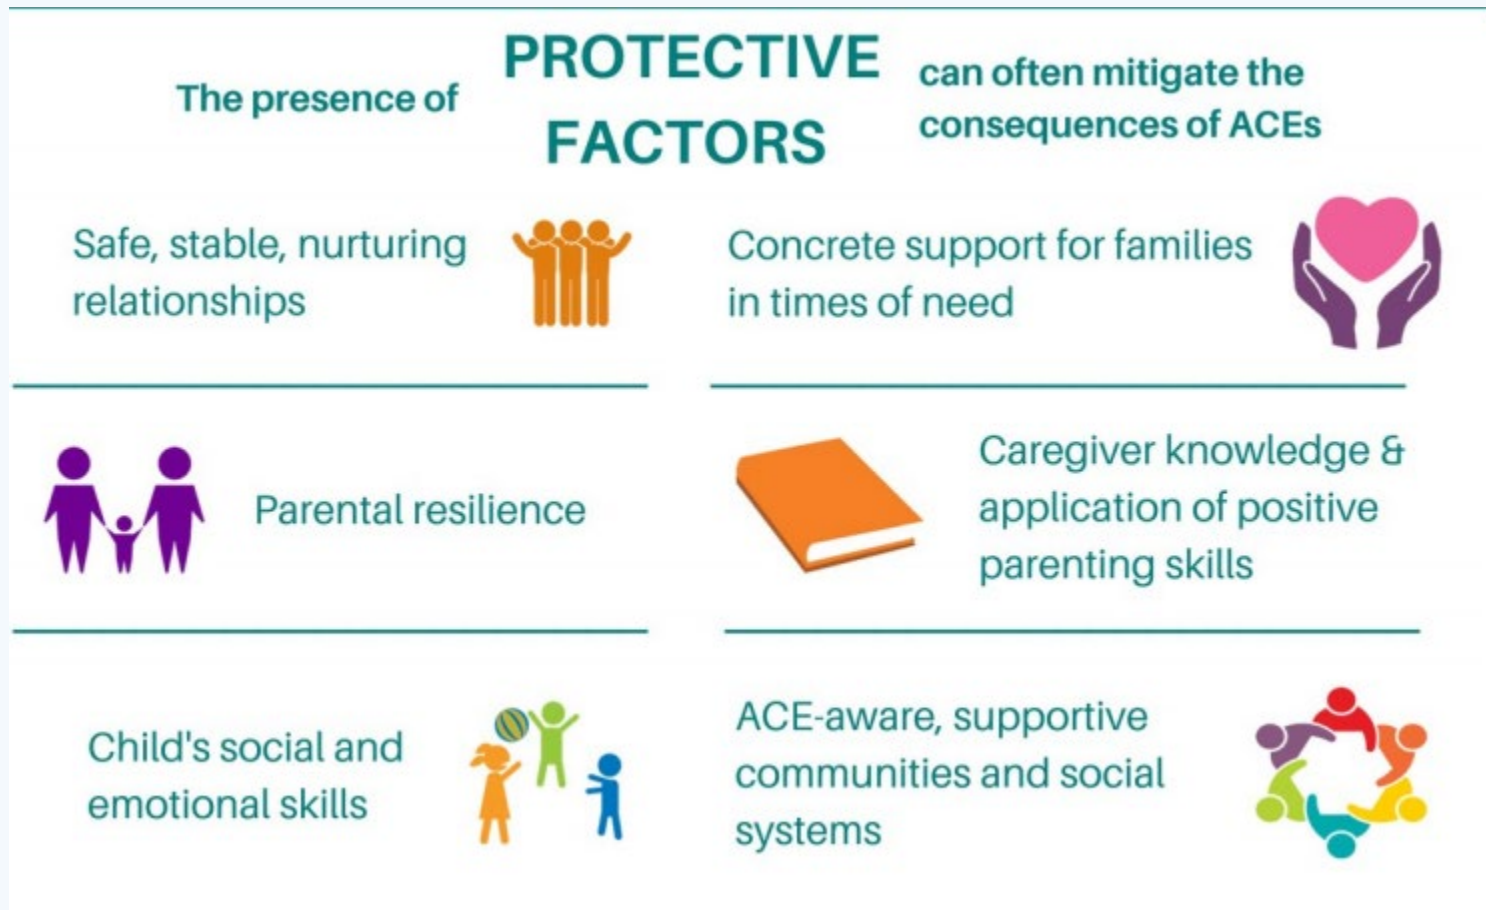 The presence of
PROTECTIVE
FACTORS
can often mitigate the
consequences of ACEs
Safe, stable, nurturing
relationships
Concrete support for families
in times of need
Parental resilience
Caregiver knowledge &
application of positive
parenting skills
Child's social and
emotional skills
ACE-aware, supportive
communities and social
systems